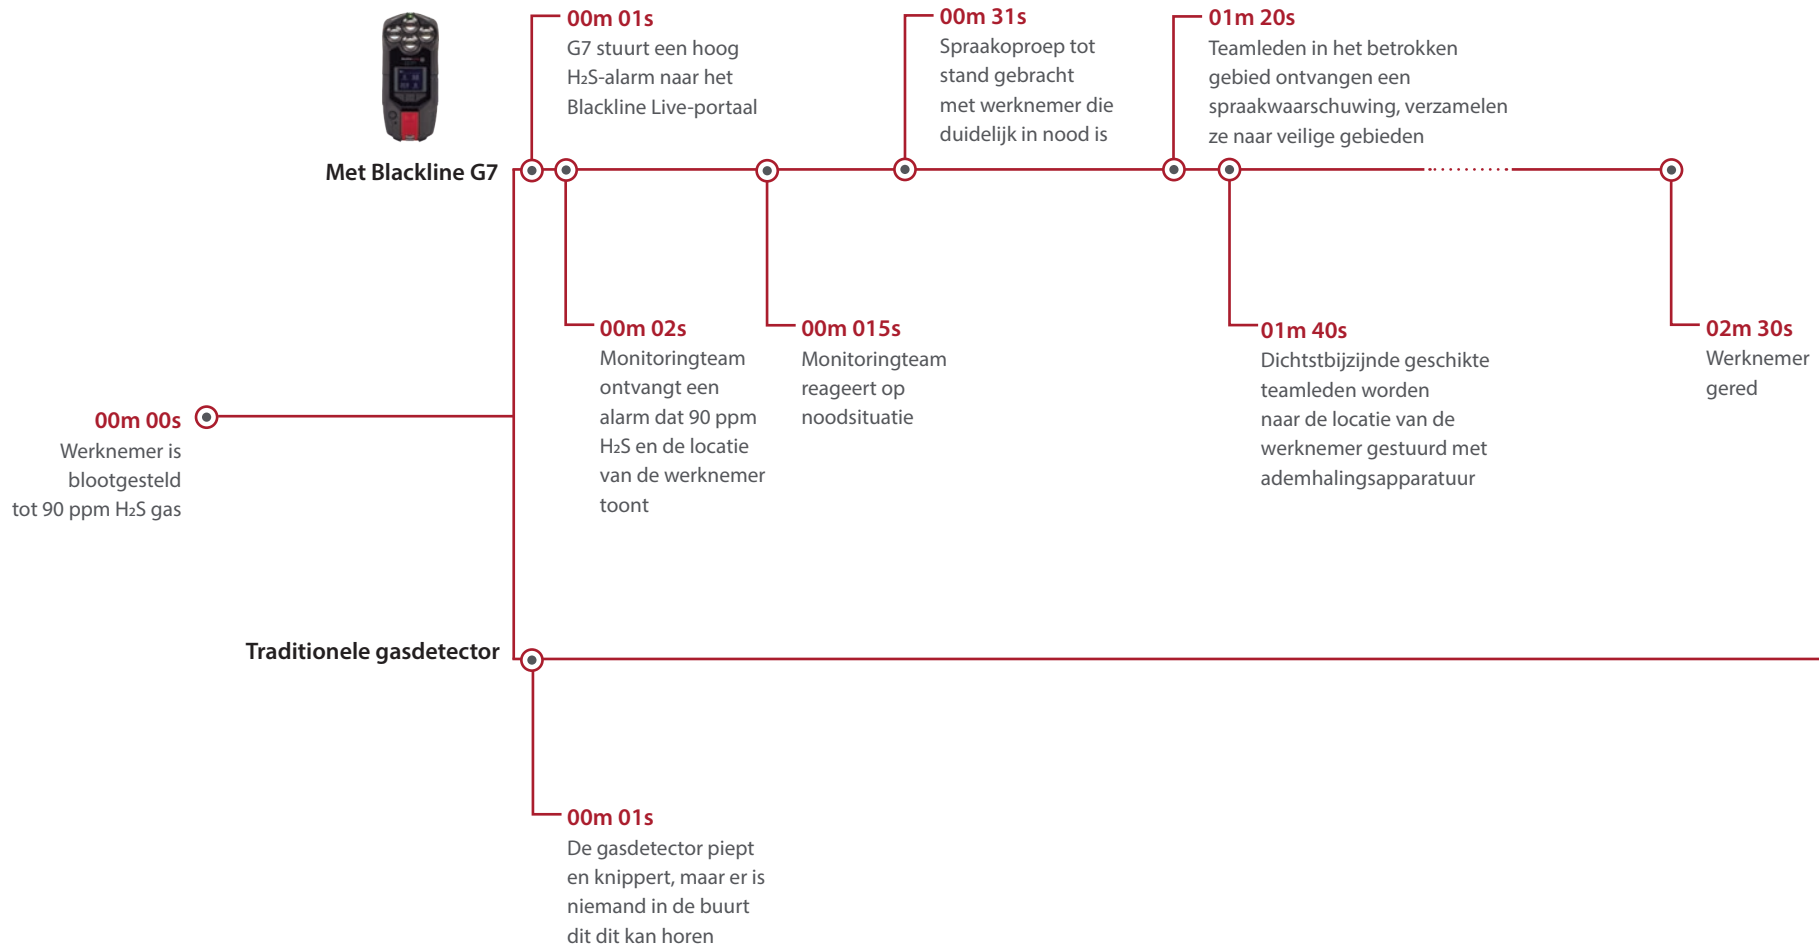 00m 00s
Werknemer is
blootgesteld
tot 90 ppm H₂S gas
Met Blackline G7
00m 01s
G7 stuurt een hoog
H₂S-alarm naar het
Blackline Live-portaal
00m 02s
Monitoringteam
ontvangt een
alarm dat 90 ppm
H₂S en de locatie
van de werknemer
toont
00m 015s
Monitoringteam
reageert op
noodsituatie
00m 31s
Spraakoproep tot
stand gebracht
met werknemer die
duidelijk in nood is
01m 20s
Teamleden in het betrokken
gebied ontvangen een
spraakwaarschuwing, verzamelen
ze naar veilige gebieden
01m 40s
Dichtstbijzijnde geschikte
teamleden worden
naar de locatie van de
werknemer gestuurd met
ademhalingsapparatuur
02m 30s
Werknemer
gered
Traditionele gasdetector
00m 01s
De gasdetector piept
en knippert, maar er is
niemand in de buurt
dit dit kan horen